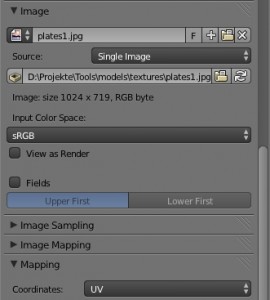 Image
plates1.jpg F
Source: Single Image
D:\Projekte\Tools\models\textures\plates1.jpg
Image: size 1024 x 719, RGB byte
Input Color Space:
sRGB
View as Render
Fields
Upper First Lower First
Image Sampling
Image Mapping
Mapping
Coordinates: UV